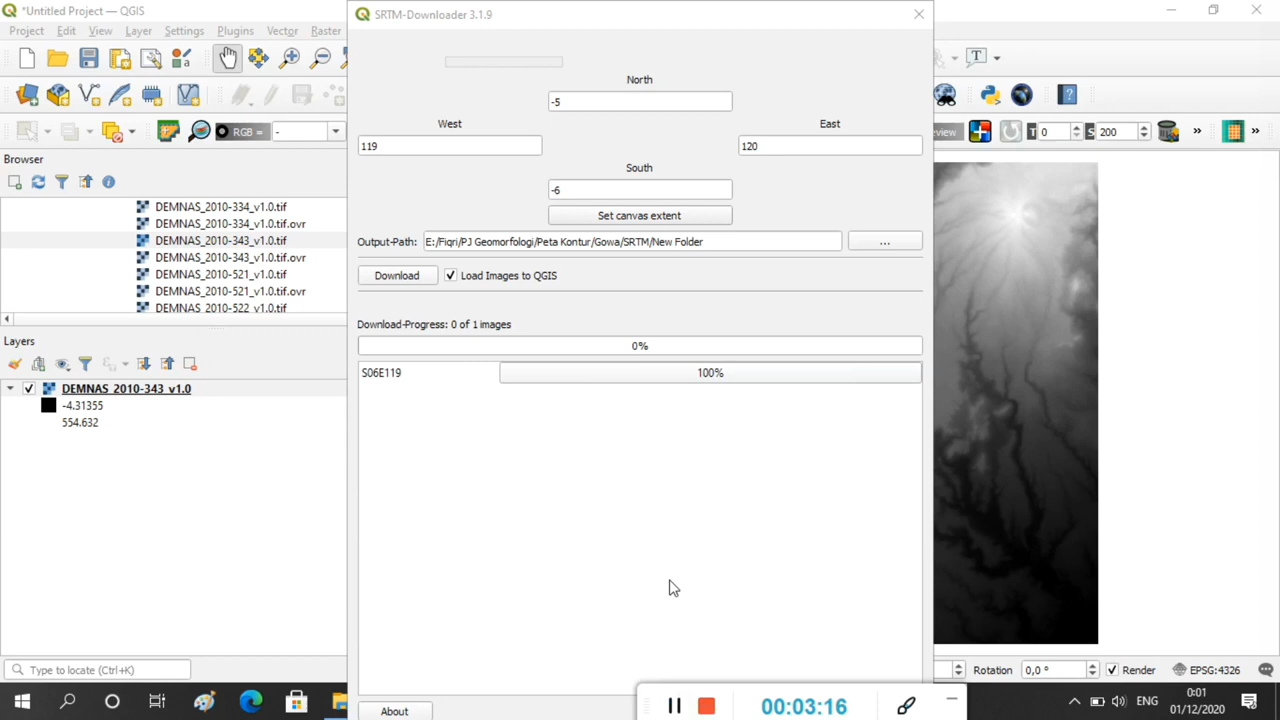 *Untitled Project — QGIS
SRTM-Downloader 3.1.9
Project Edit View Layer Settings Plugins Vector Raster
North
-5
West
East
119
120
South
-6
Set canvas extent
Output-Path:
E:/Fiqri/PJ Geomorfologi/Peta Kontur/Gowa/SRTM/New Folder
...
Download
Load Images to QGIS
Download-Progress: 0 of 1 images
0%
S06E119
100%
About
RGB =
-
T 0
S 200
»
»
Browser
DEMNAS_2010-334_v1.0.tif
DEMNAS_2010-334_v1.0.tif.ovr
DEMNAS_2010-343_v1.0.tif
DEMNAS_2010-343_v1.0.tif.ovr
DEMNAS_2010-521_v1.0.tif
DEMNAS_2010-521_v1.0.tif.ovr
DEMNAS_2010-522_v1.0.tif
Layers
DEMNAS_2010-343_v1.0
-4.31355
554.632
Type to locate (Ctrl+K)
Rotation
0,0 °
Render
EPSG:4326
00:03:16
ENG
0:01
01/12/2020